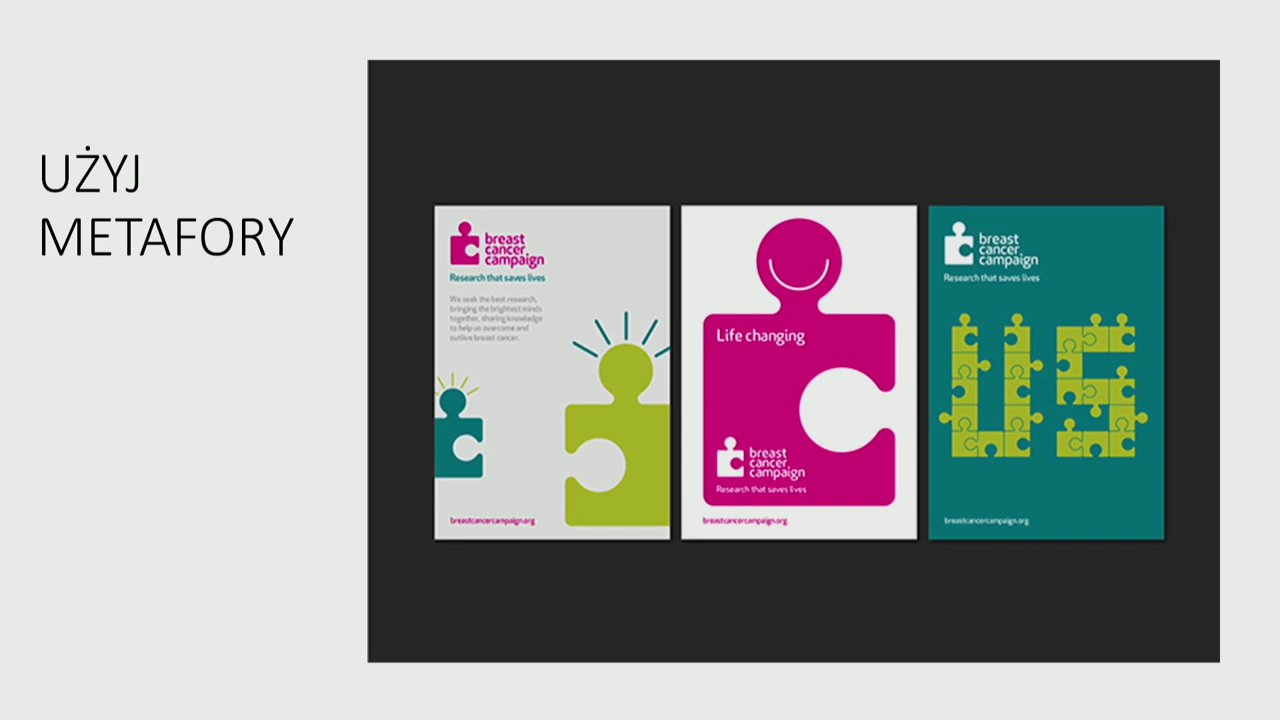 UŻYJ
METAFORY
breast
cancer
campaign
Research that saves lives
We seek the best research,
bringing the brightest minds
together, sharing knowledge
to help us overcome and
outlive breast cancer.
breastcancercampaign.org
Life changing
breast
cancer
campaign
Research that saves lives
breastcancercampaign.org
breast
cancer
campaign
Research that saves lives
US
breastcancercampaign.org